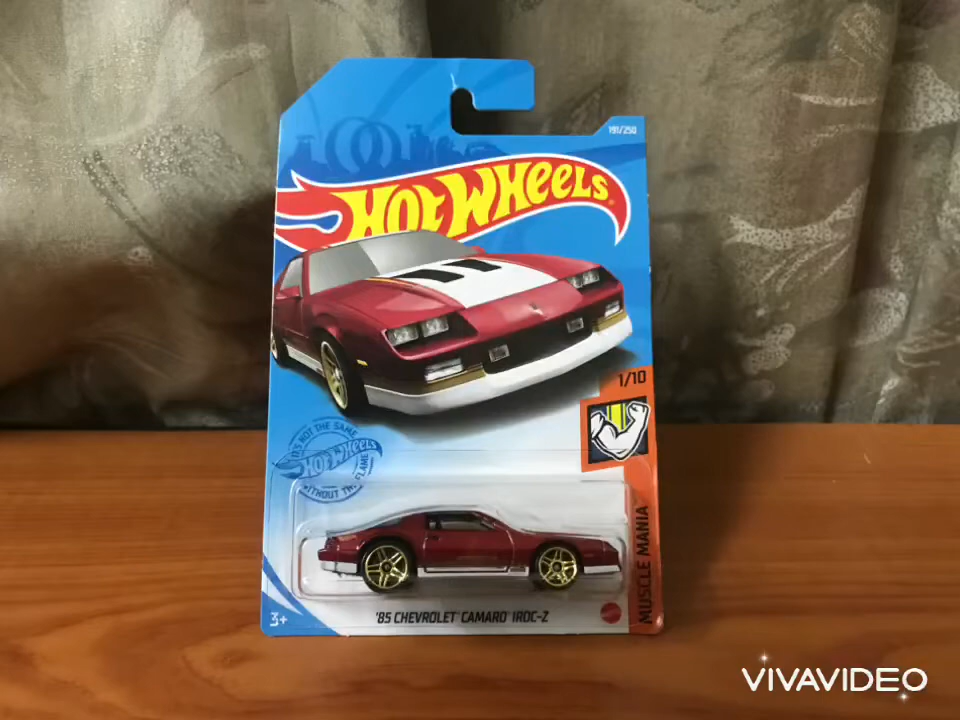 191/250
HOT WHEELS
1/10
IT'S NOT THE SAME
HOT WHEELS
WITHOUT THE FLAME
MUSCLE MANIA
'85 CHEVROLET CAMARO IROC-Z
3+
VIVAVIDEO